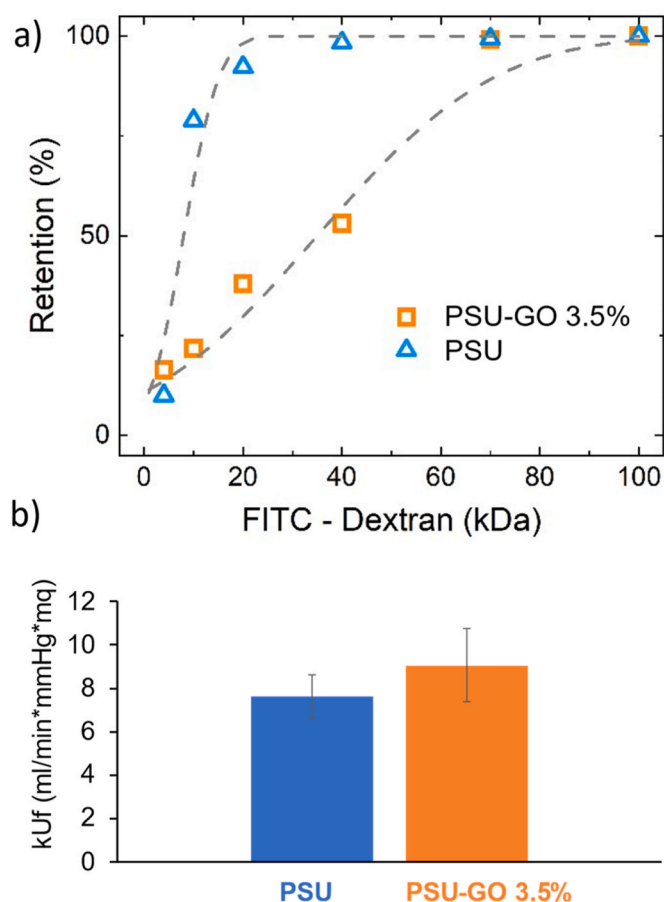 a)
100
50
0
Retention (%)
PSU-GO 3.5%
PSU
0 20 40 60 80 100
FITC - Dextran (kDa)
b)
12
10
8
6
4
2
0
kUf (ml/min*mmHg*mq)
PSU PSU-GO 3.5%